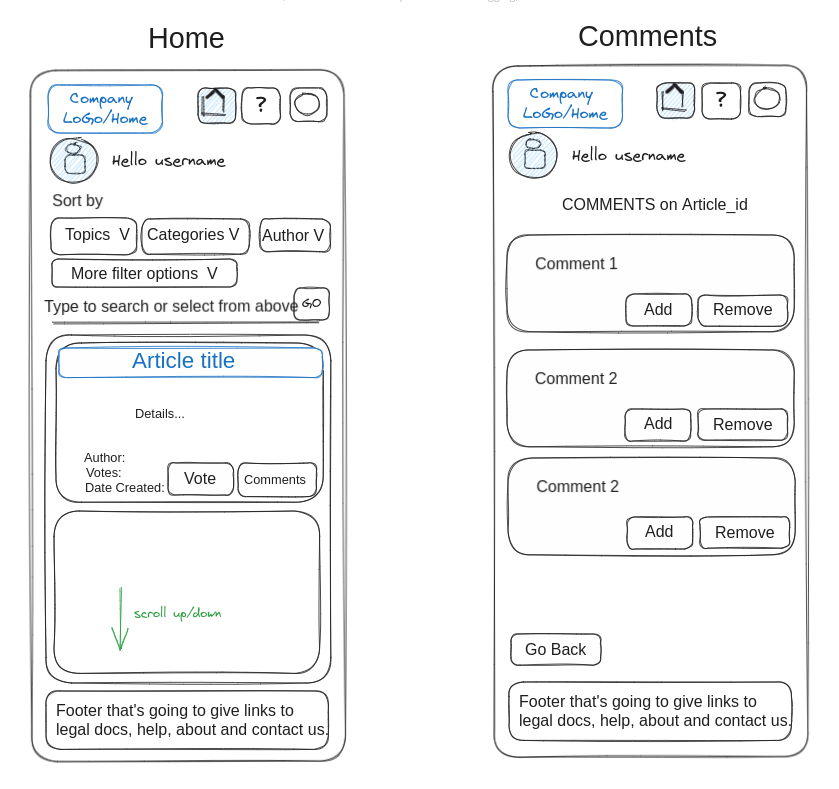 Home
Company
LoGo/Home
?
Hello username
Sort by
Topics V
Categories V
Author V
More filter options V
Type to search or select from above
GO
Article title
Details...
Author:
Votes:
Date Created:
Vote
Comments
scroll up/down
Footer that's going to give links to
legal docs, help, about and contact us.
Comments
Company
LoGo/Home
?
Hello username
COMMENTS on Article_id
Comment 1
Add
Remove
Comment 2
Add
Remove
Comment 2
Add
Remove
Go Back
Footer that's going to give links to
legal docs, help, about and contact us.